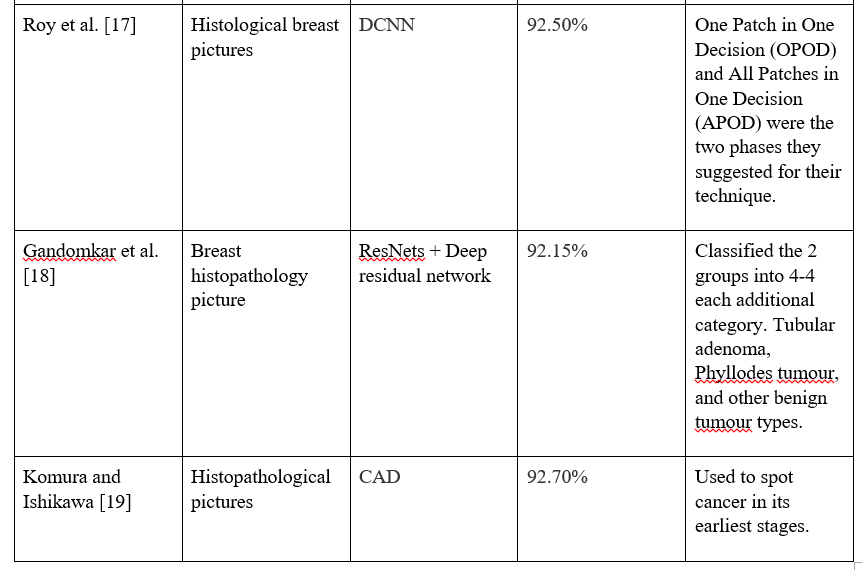 Roy et al. [17]
Histological breast
pictures
DCNN
92.50%
One Patch in One
Decision (OPOD)
and All Patches in
One Decision
(APOD) were the
two phases they
suggested for their
technique.
Gandomkar et al.
[18]
Breast
histopathology
picture
ResNets + Deep
residual network
92.15%
Classified the 2
groups into 4-4
each additional
category. Tubular
adenoma,
Phyllodes tumour,
and other benign
tumour types.
Komura and
Ishikawa [19]
Histopathological
pictures
CAD
92.70%
Used to spot
cancer in its
earliest stages.